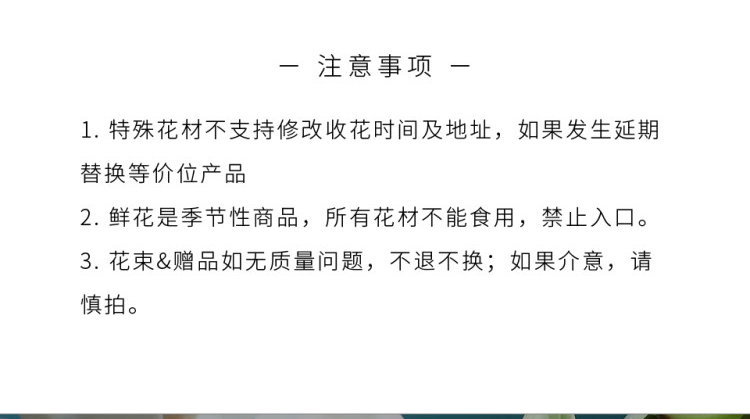 — 注意事项 —
1. 特殊花材不支持修改收花时间及地址，如果发生延期
替换等价位产品
2. 鲜花是季节性商品，所有花材不能食用，禁止入口。
3. 花束&赠品如无质量问题，不退不换；如果介意，请
慎拍。